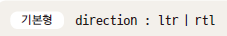 기본형 direction : ltr | rtl